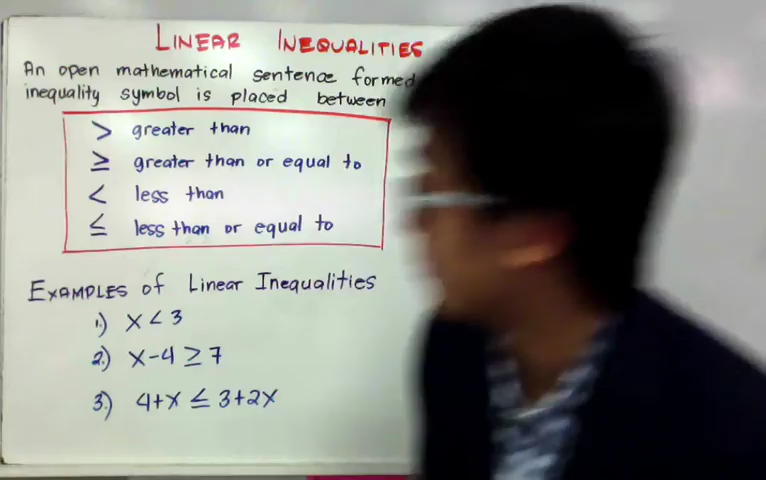 LINEAR INEQUALITIES
An open mathematical sentence formed
inequality symbol is placed between
> greater than
≥ greater than or equal to
< less than
≤ less than or equal to
EXAMPLES of Linear Inequalities
1.) x < 3
2.) x-4 ≥ 7
3.) 4+x ≤ 3+2x